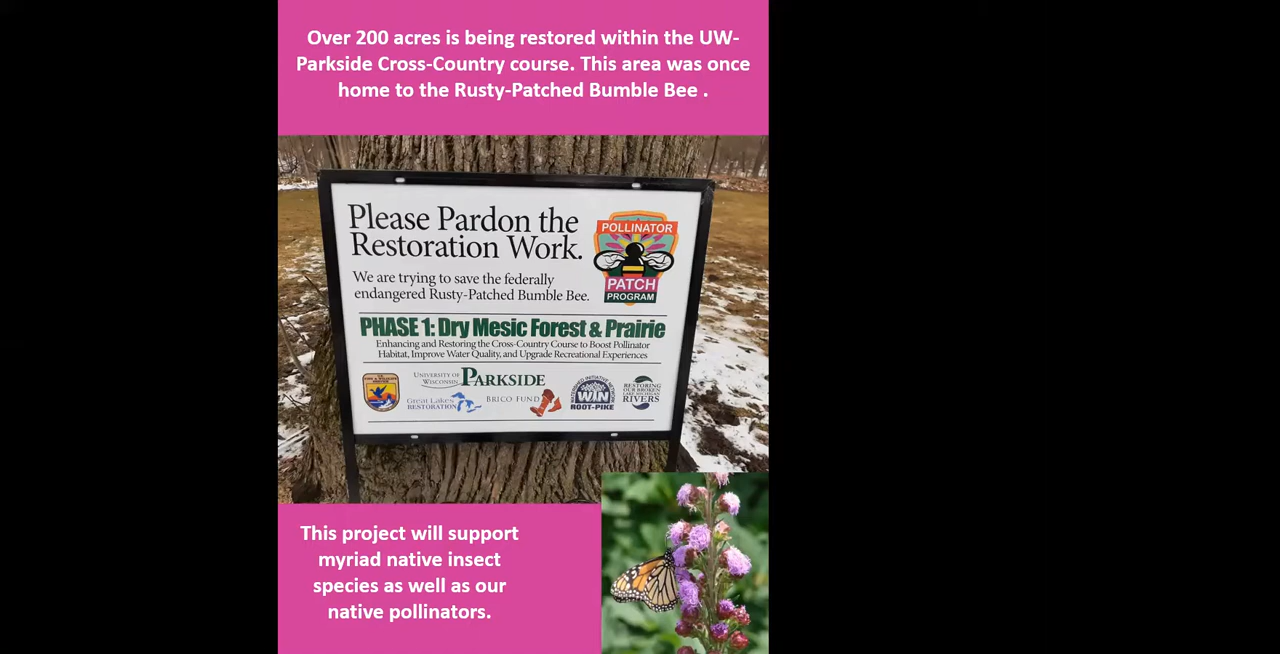 Over 200 acres is being restored within the UW-
Parkside Cross-Country course. This area was once
home to the Rusty-Patched Bumble Bee .
Please Pardon the
Restoration Work.
We are trying to save the federally
endangered Rusty-Patched Bumble Bee.
POLLINATOR
PATCH
PROGRAM
PHASE 1: Dry Mesic Forest & Prairie
Enhancing and Restoring the Cross-Country Course to Boost Pollinator
Habitat, Improve Water Quality, and Upgrade Recreational Experiences
UNIVERSITY OF
WISCONSIN
PARKSIDE
Great Lakes
RESTORATION
BRICO FUND
WIN
ROOT-PIKE
RESTORING
OUR BROKEN
LAKE MICHIGAN
RIVERS
This project will support
myriad native insect
species as well as our
native pollinators.